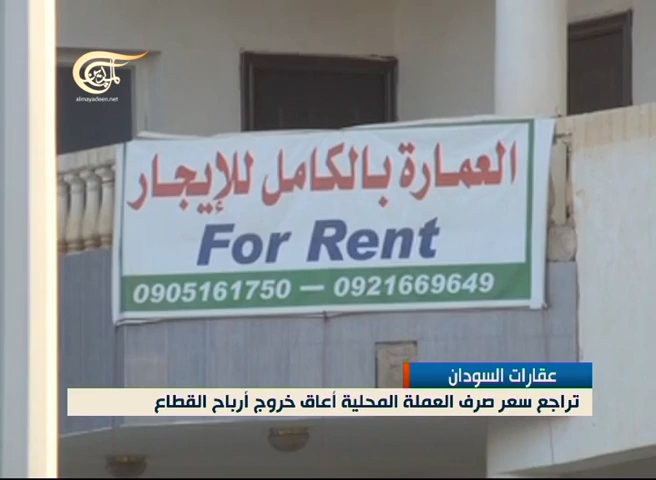 الميادين
almayadeen.net
العمارة بالكامل للإيجار
For Rent
0905161750 — 0921669649
عقارات السودان
تراجع سعر صرف العملة المحلية أعاق خروج أرباح القطاع